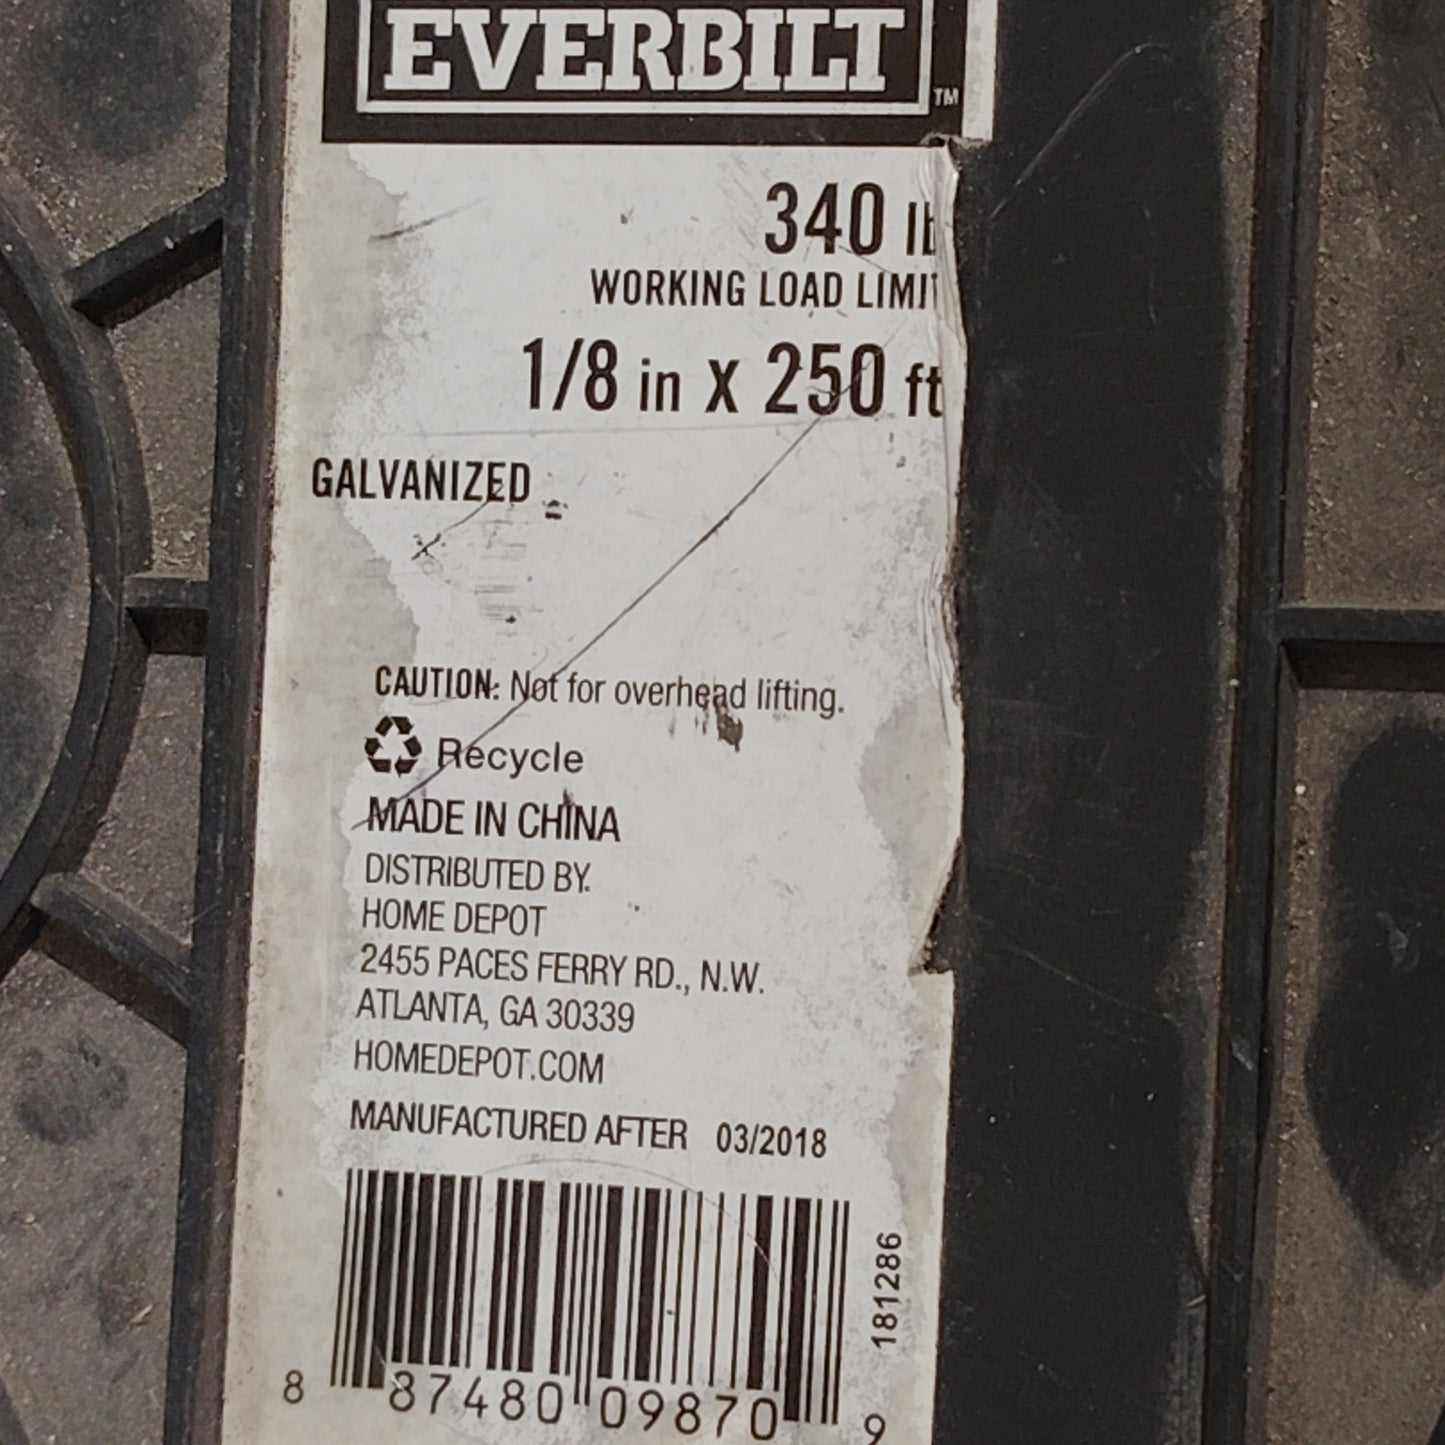 EVERBILT TM
340 lb
WORKING LOAD LIMIT
1/8 in x 250 ft
GALVANIZED
CAUTION: Not for overhead lifting.
Recycle
MADE IN CHINA
DISTRIBUTED BY.
HOME DEPOT
2455 PACES FERRY RD., N.W.
ATLANTA, GA 30339
HOMEDEPOT.COM
MANUFACTURED AFTER 03/2018
181286
8 87480 09870 9